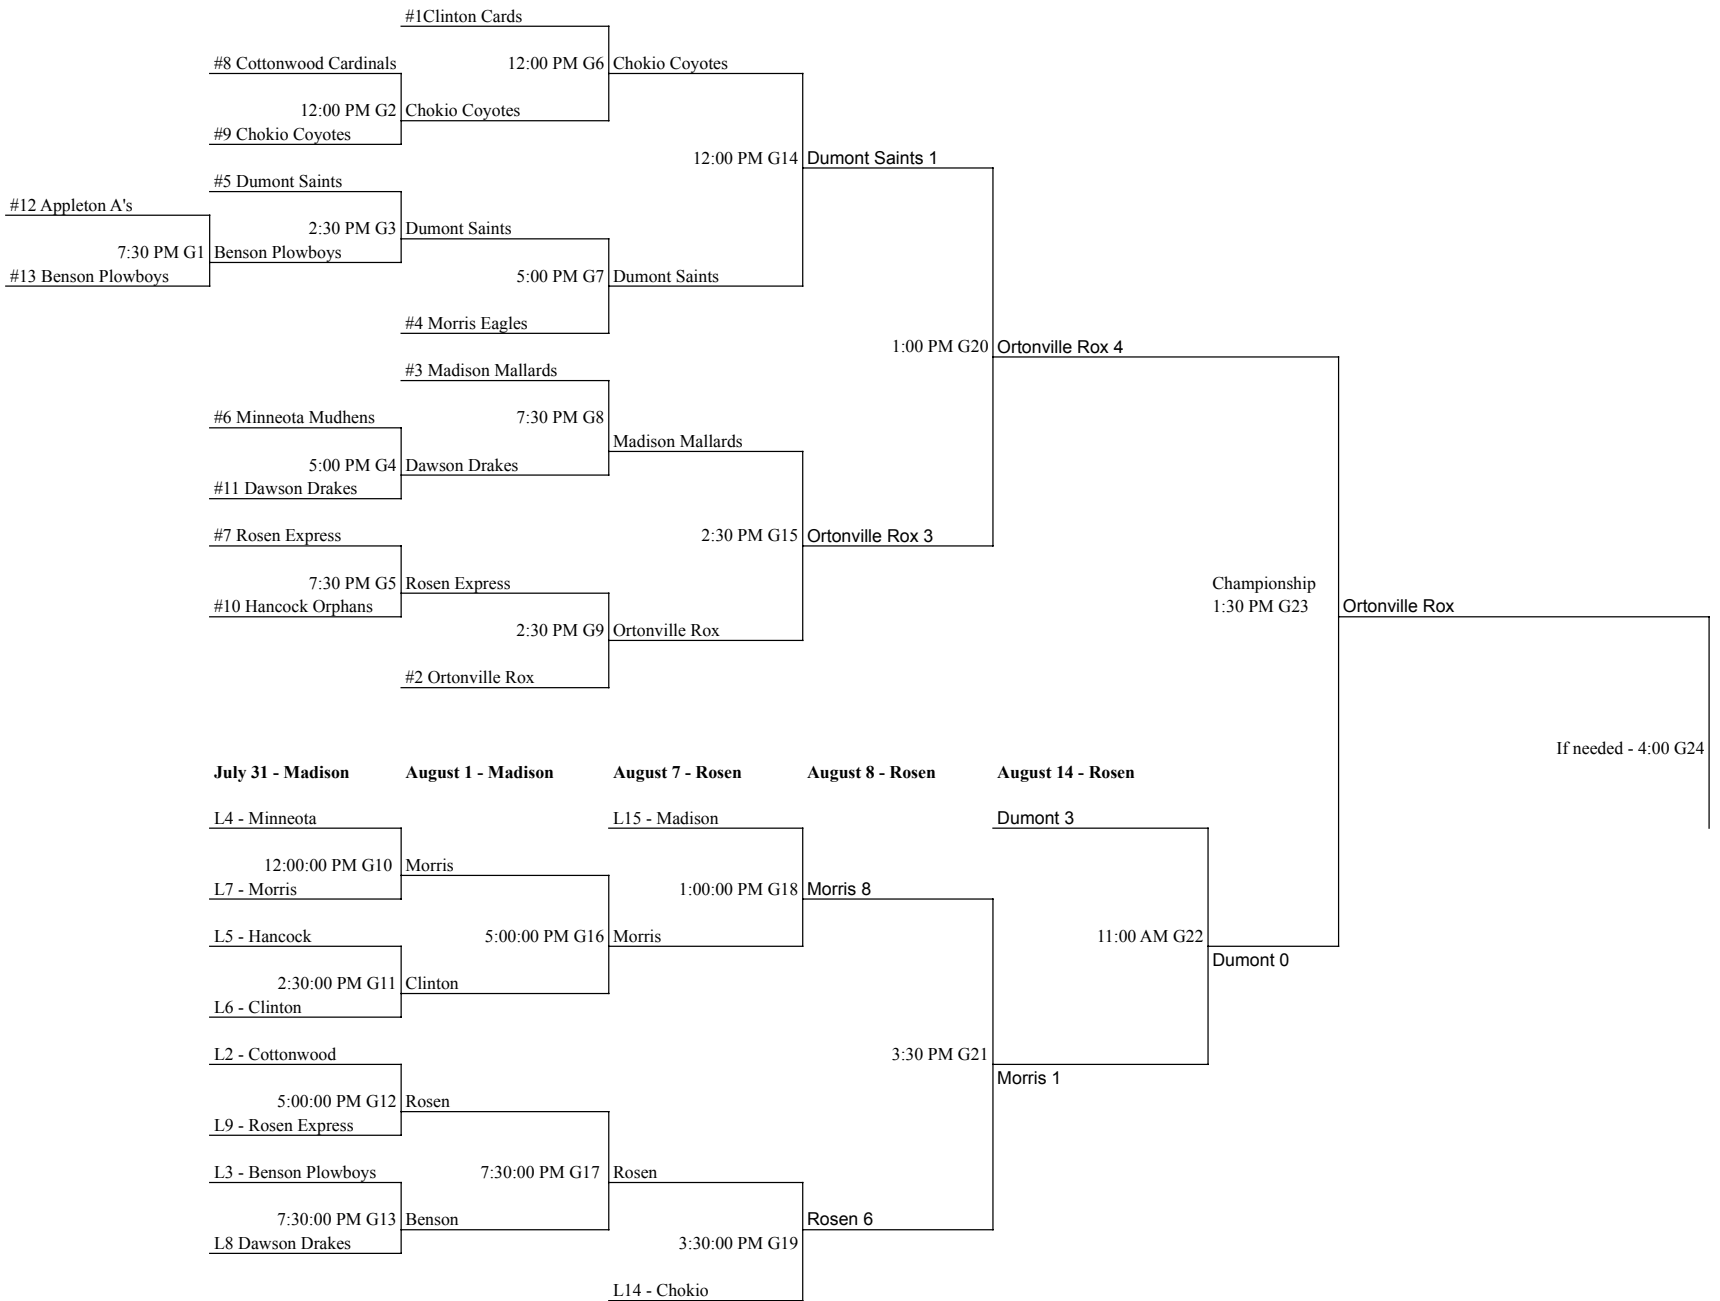 #1Clinton Cards
#8 Cottonwood Cardinals
12:00 PM G6
Chokio Coyotes
12:00 PM G2
Chokio Coyotes
#9 Chokio Coyotes
12:00 PM G14
Dumont Saints 1
#5 Dumont Saints
#12 Appleton A's
2:30 PM G3
Dumont Saints
7:30 PM G1
Benson Plowboys
#13 Benson Plowboys
5:00 PM G7
Dumont Saints
#4 Morris Eagles
1:00 PM G20
Ortonville Rox 4
#3 Madison Mallards
#6 Minneota Mudhens
7:30 PM G8
Madison Mallards
5:00 PM G4
Dawson Drakes
#11 Dawson Drakes
#7 Rosen Express
2:30 PM G15
Ortonville Rox 3
7:30 PM G5
Rosen Express
#10 Hancock Orphans
Championship
1:30 PM G23
Ortonville Rox
2:30 PM G9
Ortonville Rox
#2 Ortonville Rox
If needed - 4:00 G24
July 31 - Madison
August 1 - Madison
August 7 - Rosen
August 8 - Rosen
August 14 - Rosen
L4 - Minneota
L15 - Madison
Dumont 3
12:00:00 PM G10
Morris
L7 - Morris
1:00:00 PM G18
Morris 8
L5 - Hancock
5:00:00 PM G16
Morris
11:00 AM G22
Dumont 0
2:30:00 PM G11
Clinton
L6 - Clinton
L2 - Cottonwood
3:30 PM G21
Morris 1
5:00:00 PM G12
Rosen
L9 - Rosen Express
L3 - Benson Plowboys
7:30:00 PM G17
Rosen
7:30:00 PM G13
Benson
Rosen 6
L8 Dawson Drakes
3:30:00 PM G19
L14 - Chokio